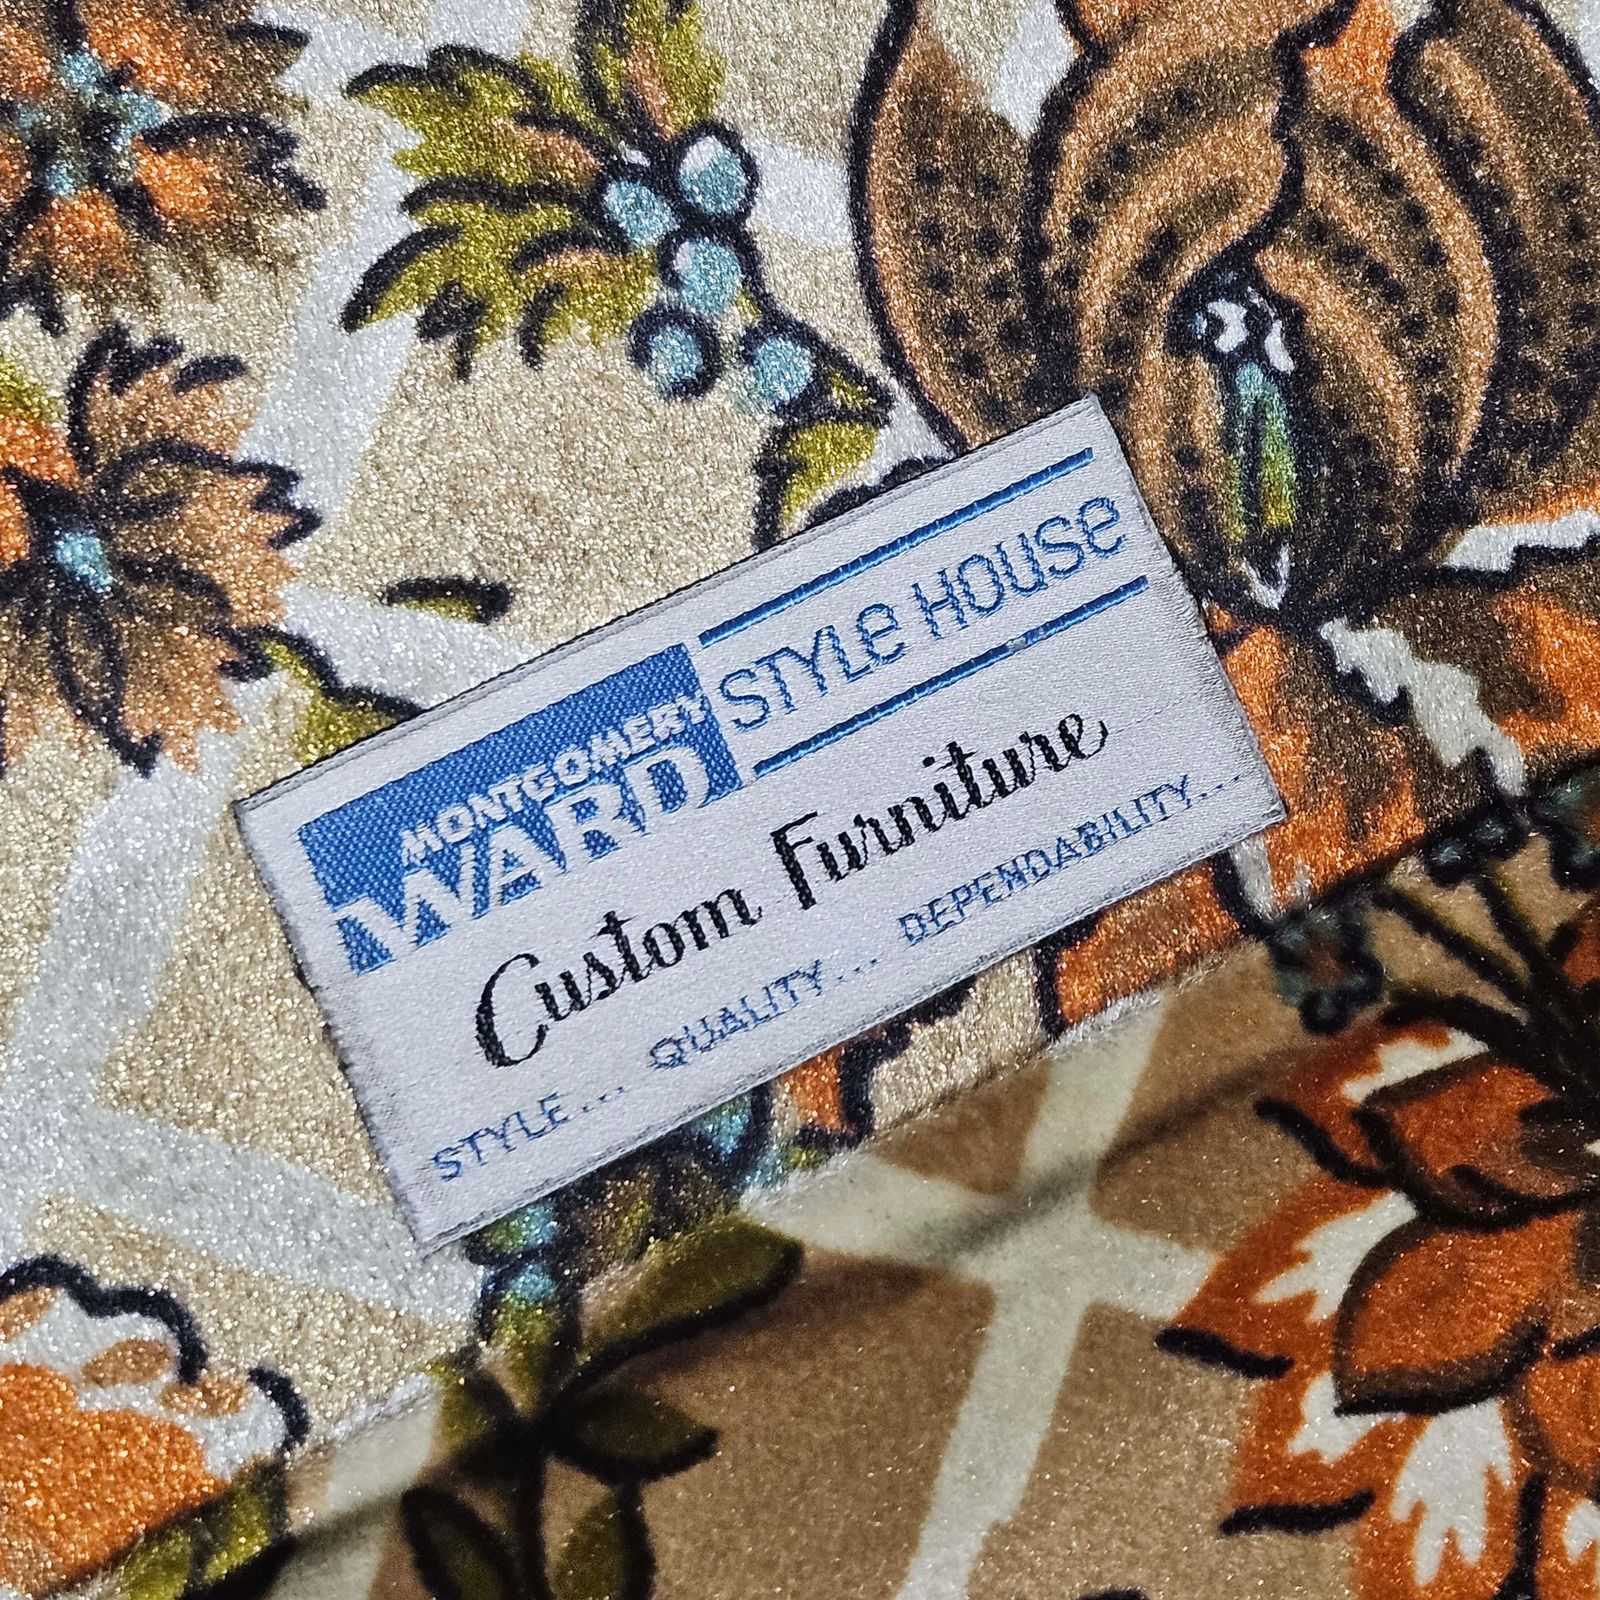 MONTGOMERY
WARD
STYLe HOUSe
Custom Furniture
STYLE... QUALITY... DEPENDABILITY...